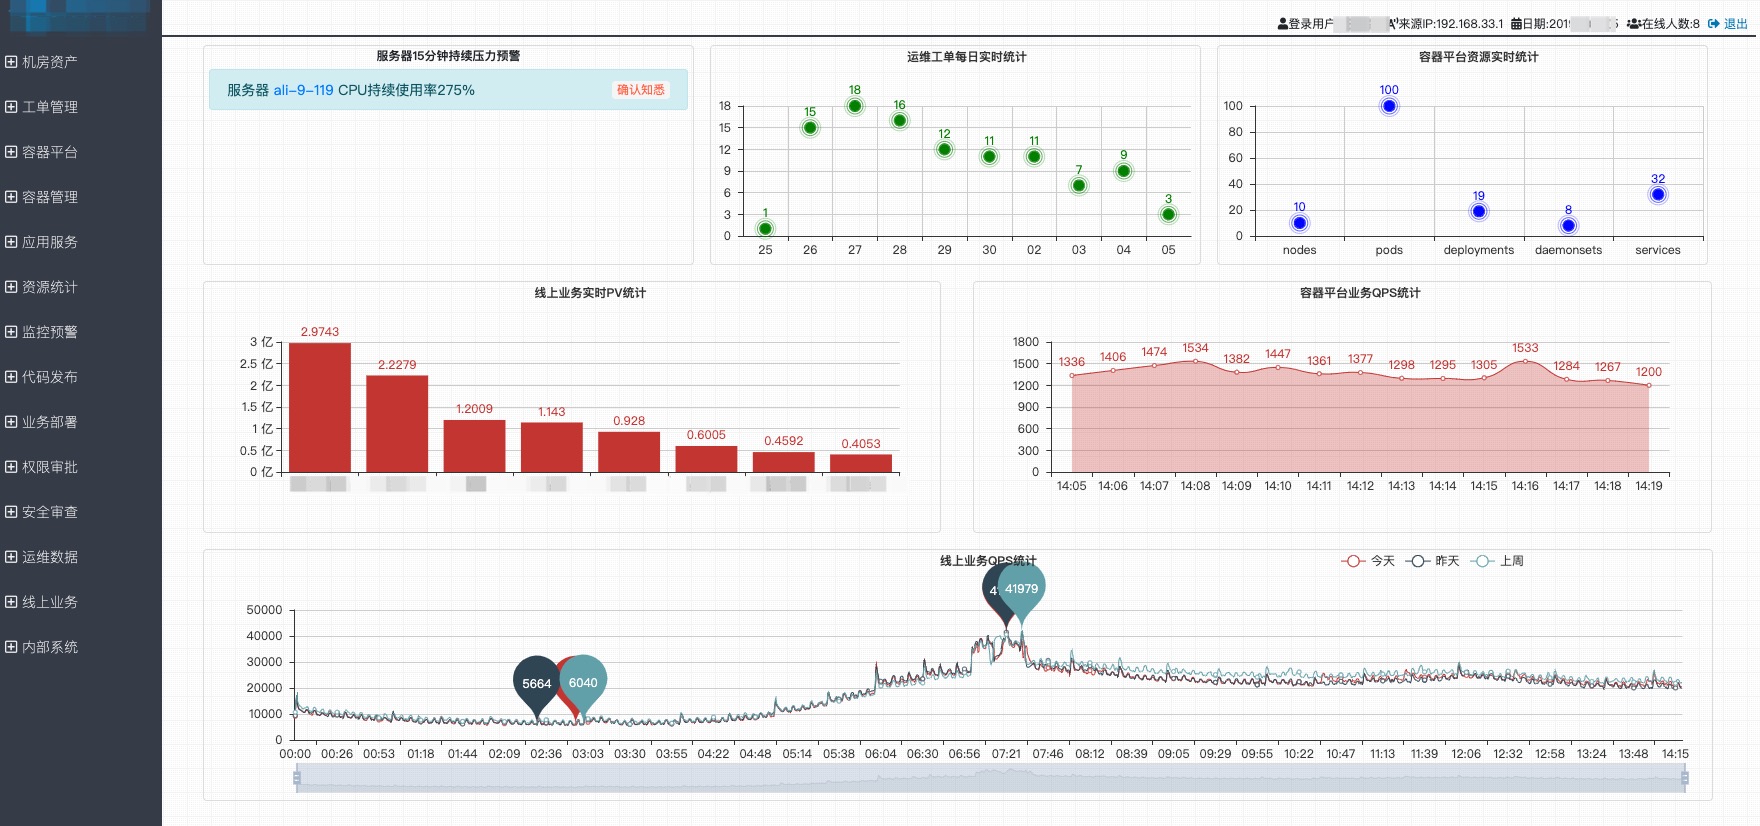 登录用户 来源IP:192.168.33.1 日期:201 在线人数:8 退出
机房资产
工单管理
容器平台
容器管理
应用服务
资源统计
监控预警
代码发布
业务部署
权限审批
安全审查
运维数据
线上业务
内部系统
服务器15分钟持续压力预警
服务器 ali-9-119 CPU持续使用率275%
确认知悉
运维工单每日实时统计
18
15
12
9
6
3
0
1 15 18 16 12 11 11 7 9 3
25 26 27 28 29 30 02 03 04 05
容器平台资源实时统计
100
80
60
40
20
0
10 100 19 8 32
nodes pods deployments daemonsets services
线上业务实时PV统计
3 亿
2.5 亿
2 亿
1.5 亿
1 亿
0.5 亿
0 亿
2.9743 2.2279 1.2009 1.143 0.928 0.6005 0.4592 0.4053
容器平台业务QPS统计
1800
1500
1200
900
600
300
0
1336 1406 1474 1534 1382 1447 1361 1377 1298 1295 1305 1533 1284 1267 1200
14:05 14:06 14:07 14:08 14:09 14:10 14:11 14:12 14:13 14:14 14:15 14:16 14:17 14:18 14:19
线上业务QPS统计
今天 昨天 上周
50000
40000
30000
20000
10000
0
5664 6040 41979
00:00 00:26 00:53 01:18 01:44 02:09 02:36 03:03 03:30 03:55 04:22 04:48 05:14 05:38 06:04 06:30 06:56 07:21 07:46 08:12 08:39 09:05 09:29 09:55 10:22 10:47 11:13 11:39 12:06 12:32 12:58 13:24 13:48 14:15